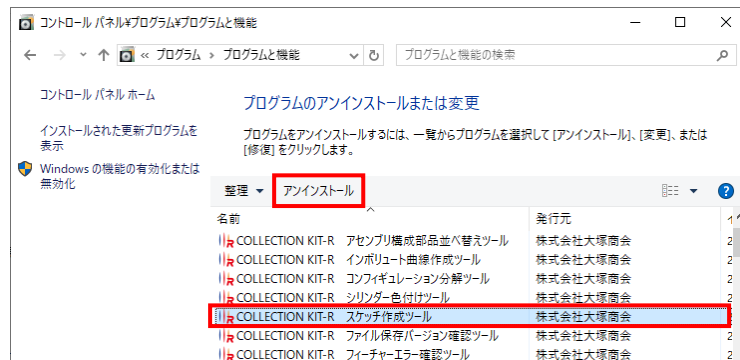 コントロール パネル¥プログラム¥プログラムと機能
« プログラム › プログラムと機能
プログラムと機能の検索
コントロール パネル ホーム
インストールされた更新プログラムを
表示
Windows の機能の有効化または
無効化
プログラムのアンインストールまたは変更
プログラムをアンインストールするには、一覧からプログラムを選択して [アンインストール]、[変更]、または
[修復] をクリックします。
整理 アンインストール
名前 発行元
COLLECTION KIT-R アセンブリ構成部品並べ替えツール 株式会社大塚商会 2
COLLECTION KIT-R インボリュート曲線作成ツール 株式会社大塚商会 2
COLLECTION KIT-R コンフィギュレーション分解ツール 株式会社大塚商会 2
COLLECTION KIT-R シリンダー色付けツール 株式会社大塚商会 2
COLLECTION KIT-R スケッチ作成ツール 株式会社大塚商会
COLLECTION KIT-R ファイル保存バージョン確認ツール 株式会社大塚商会 2
COLLECTION KIT-R フィーチャーエラー確認ツール 株式会社大塚商会 2